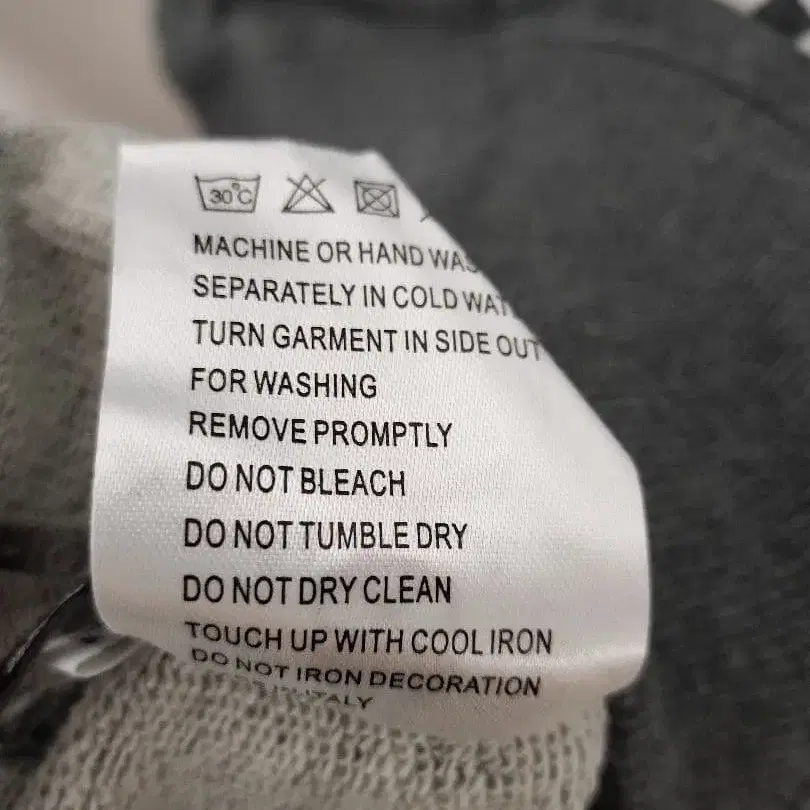 30°C
MACHINE OR HAND WAS
SEPARATELY IN COLD WAT
TURN GARMENT IN SIDE OUT
FOR WASHING
REMOVE PROMPTLY
DO NOT BLEACH
DO NOT TUMBLE DRY
DO NOT DRY CLEAN
TOUCH UP WITH COOL IRON
DO NOT IRON DECORATION
ITALY